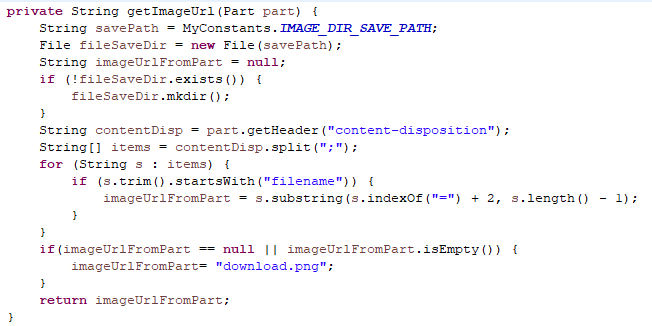 private String getImageUrl(Part part) {
    String savePath = MyConstants.IMAGE_DIR_SAVE_PATH;
    File fileSaveDir = new File(savePath);
    String imageUrlFromPart = null;
    if (!fileSaveDir.exists()) {
        fileSaveDir.mkdir();
    }
    String contentDisp = part.getHeader("content-disposition");
    String[] items = contentDisp.split(";");
    for (String s : items) {
        if (s.trim().startsWith("filename")) {
            imageUrlFromPart = s.substring(s.indexOf("=") + 2, s.length() - 1);
        }
    }
    if(imageUrlFromPart == null || imageUrlFromPart.isEmpty()) {
        imageUrlFromPart= "download.png";
    }
    return imageUrlFromPart;
}